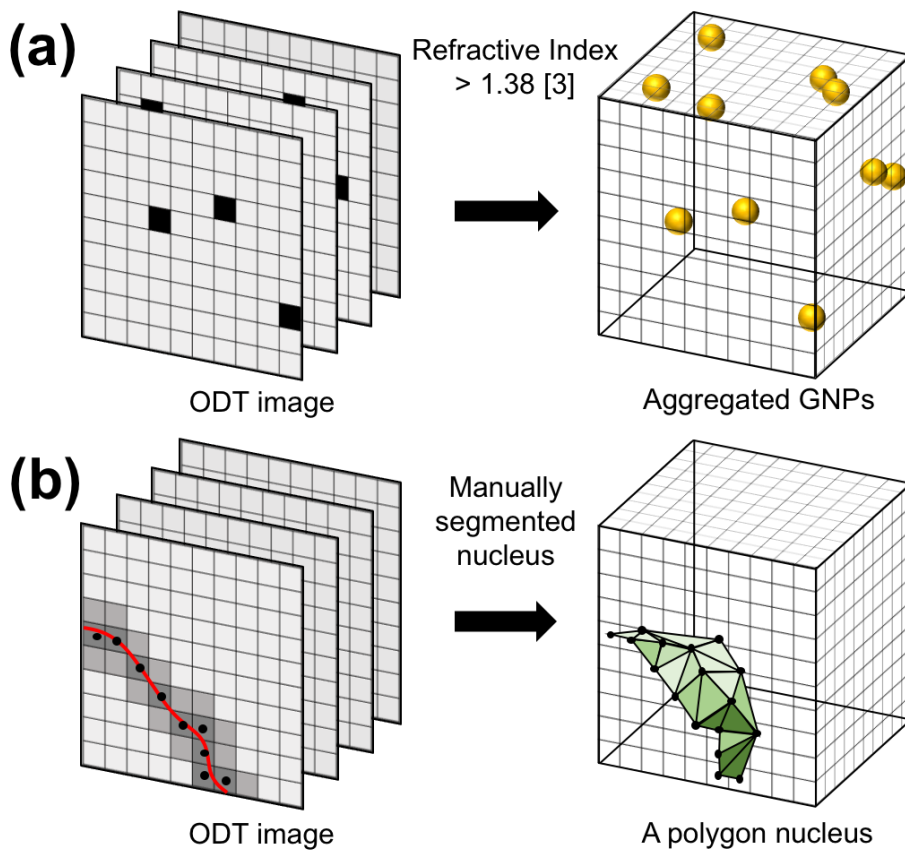 (a)
Refractive Index
> 1.38 [3]
ODT image
Aggregated GNPs
(b)
Manually
segmented
nucleus
ODT image
A polygon nucleus